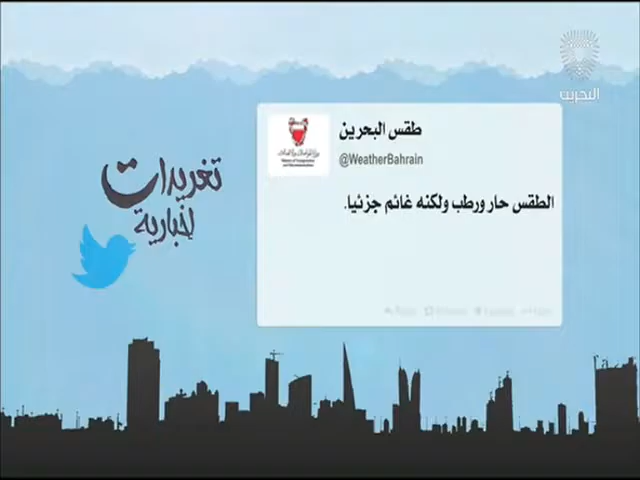 البحرين
طقس البحرين
@WeatherBahrain
تغريدات
إخبارية
الطقس حار ورطب ولكنه غائم جزئيا.